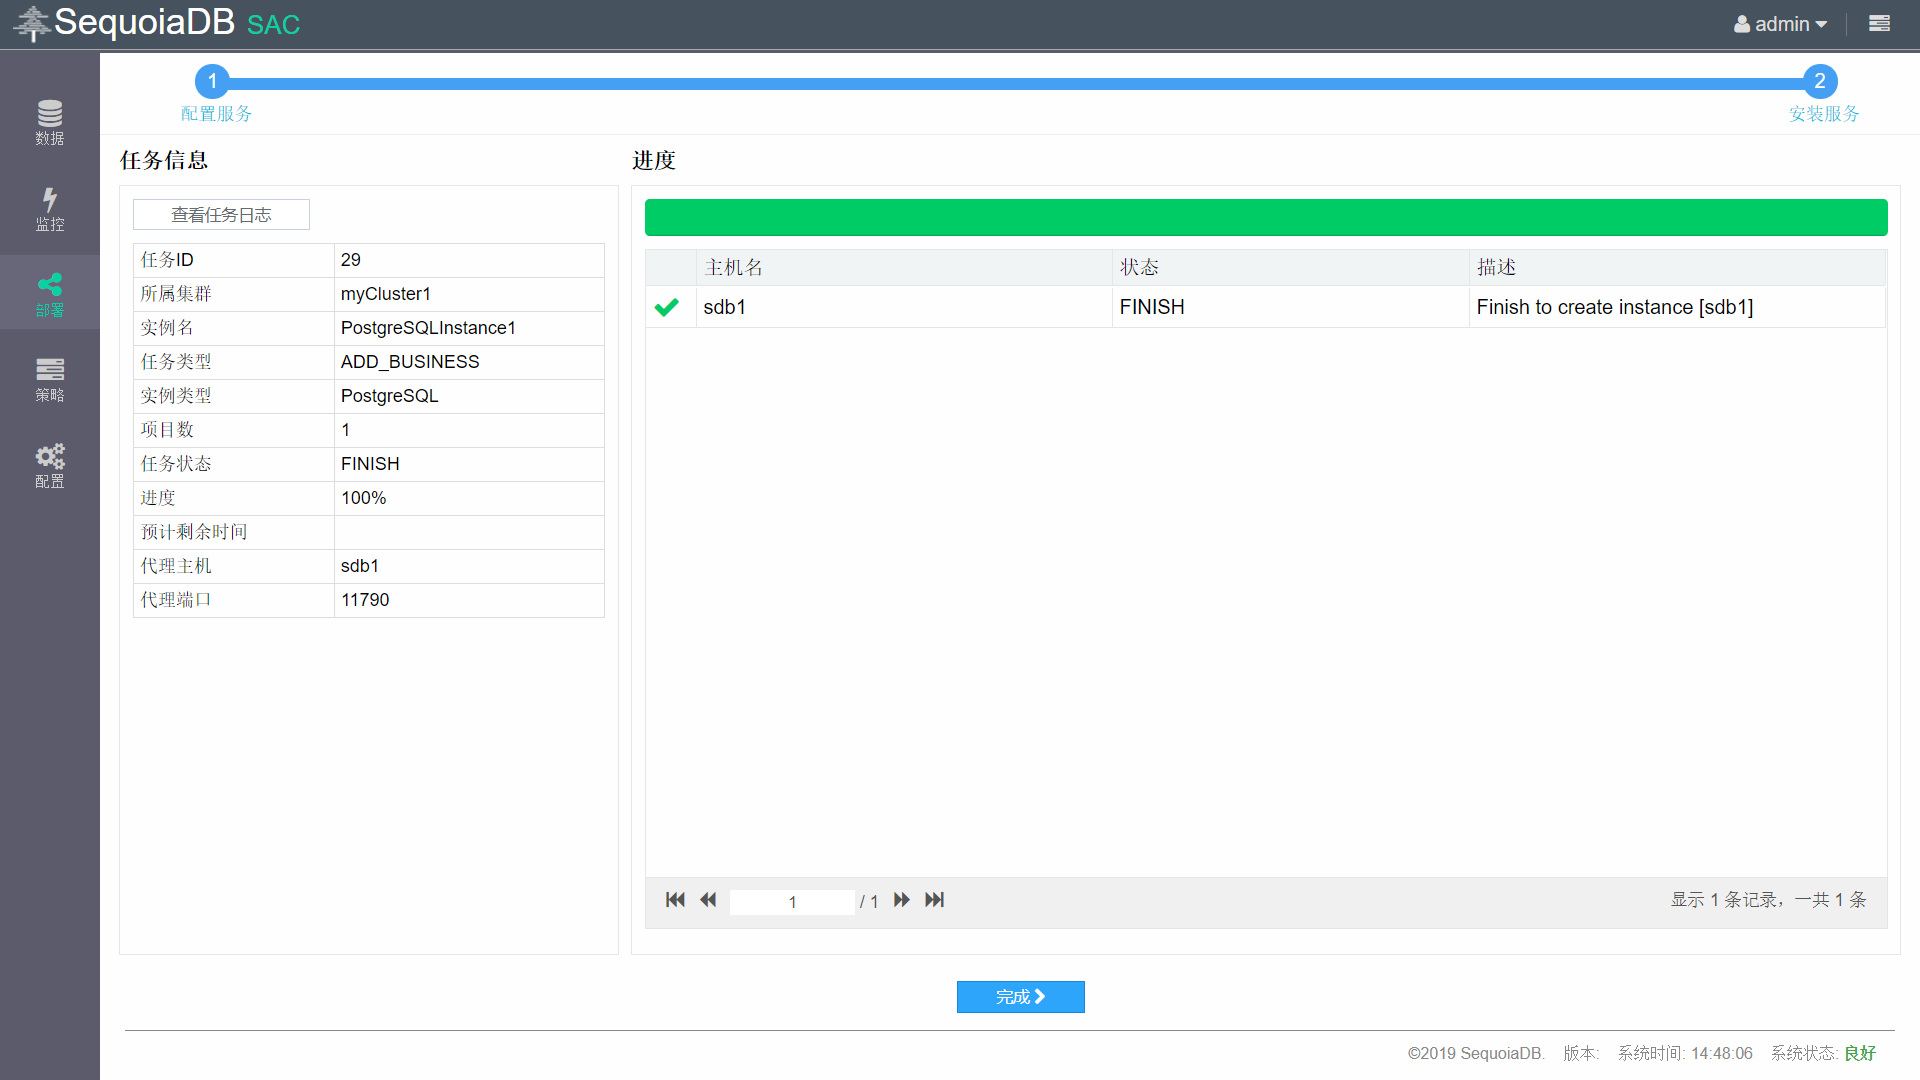 SequoiaDB SAC
admin
数据
监控
部署
策略
配置
1
配置服务
2
安装服务
任务信息
查看任务日志
任务ID 29
所属集群 myCluster1
实例名 PostgreSQLInstance1
任务类型 ADD_BUSINESS
实例类型 PostgreSQL
项目数 1
任务状态 FINISH
进度 100%
预计剩余时间
代理主机 sdb1
代理端口 11790
进度
主机名 状态 描述
sdb1 FINISH Finish to create instance [sdb1]
1 / 1
显示 1 条记录，一共 1 条
完成
©2019 SequoiaDB. 版本: 系统时间: 14:48:06 系统状态: 良好